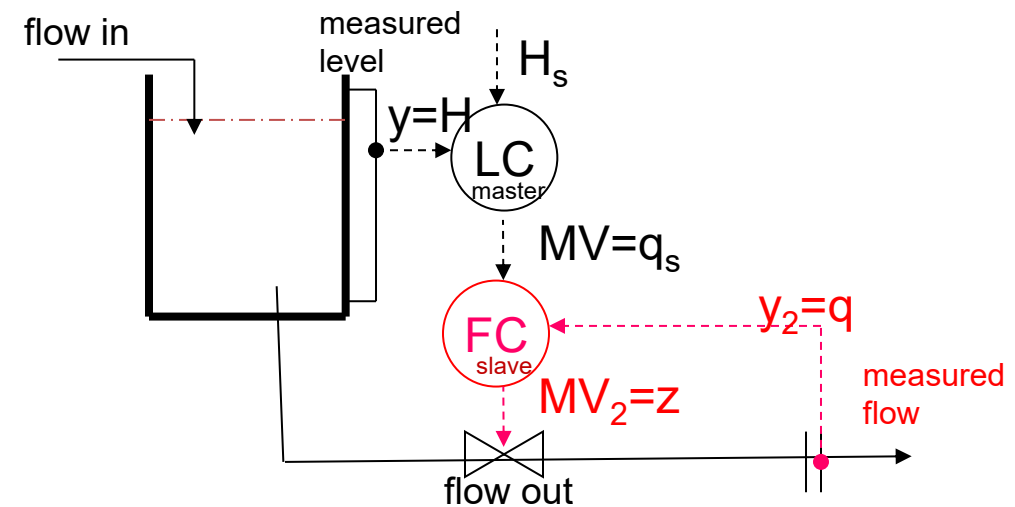 flow in
measured
level
Hₛ
y=H
LC
master
MV=qₛ
FC
slave
y₂=q
MV₂=z
measured
flow
flow out